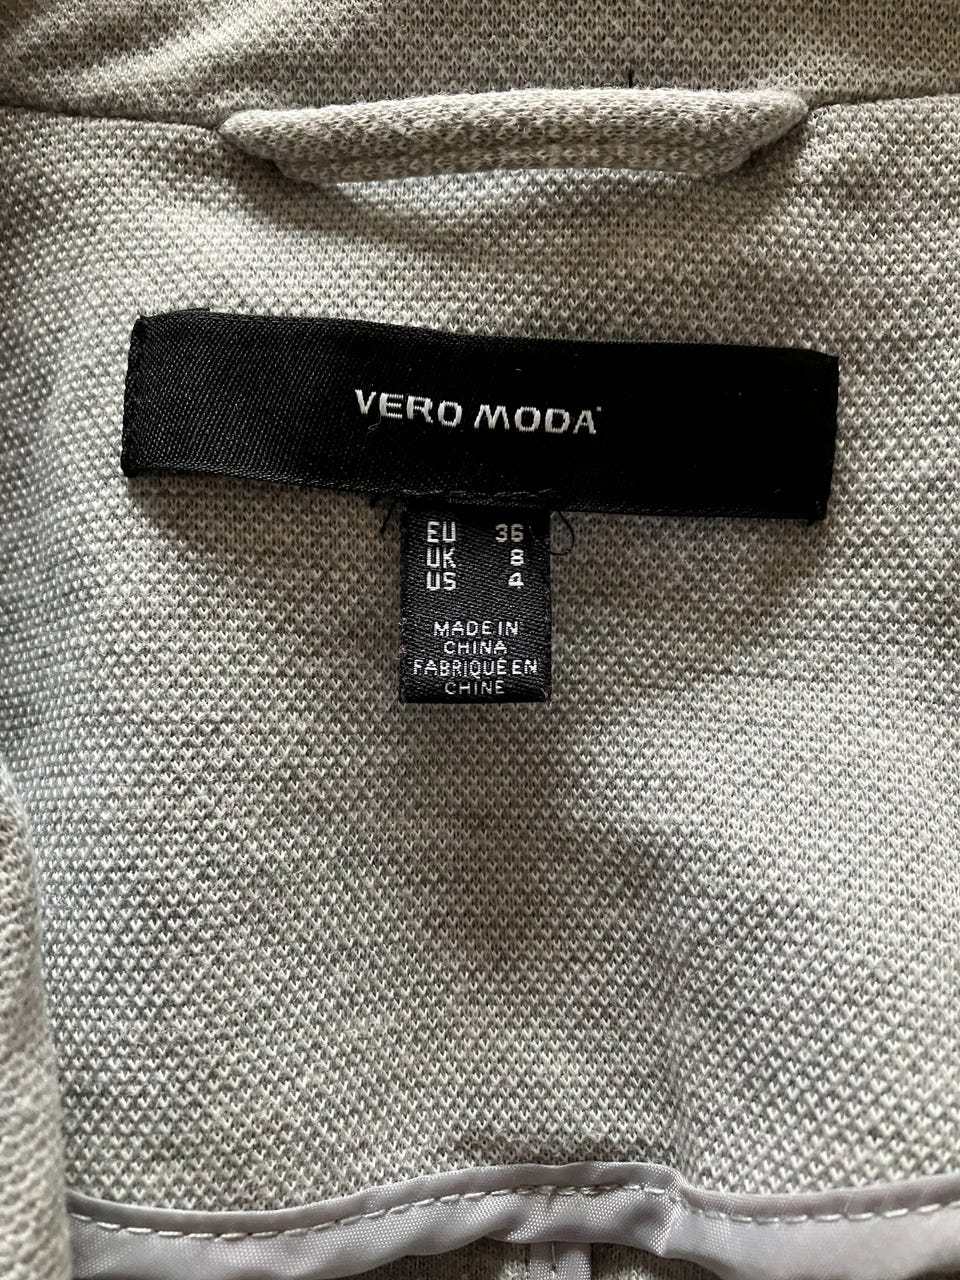 VERO MODA
EU 36
UK 8
US 4
MADE IN
CHINA
FABRIQUÉ EN
CHINE